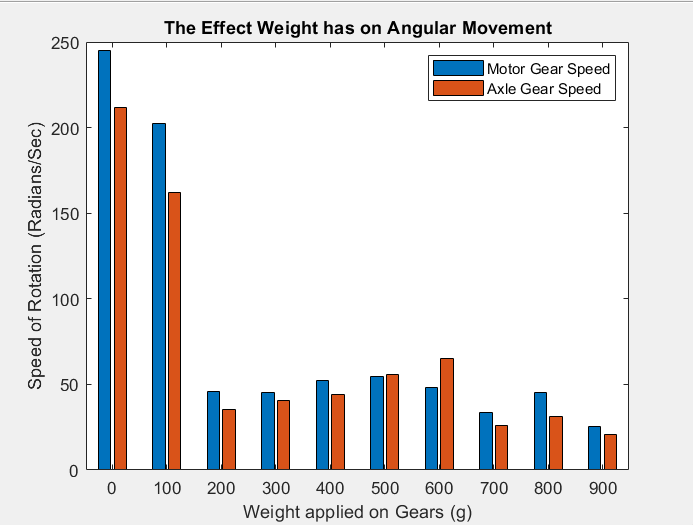 The Effect Weight has on Angular Movement
Motor Gear Speed
Axle Gear Speed
Speed of Rotation (Radians/Sec)
250
200
150
100
50
0
0 100 200 300 400 500 600 700 800 900
Weight applied on Gears (g)